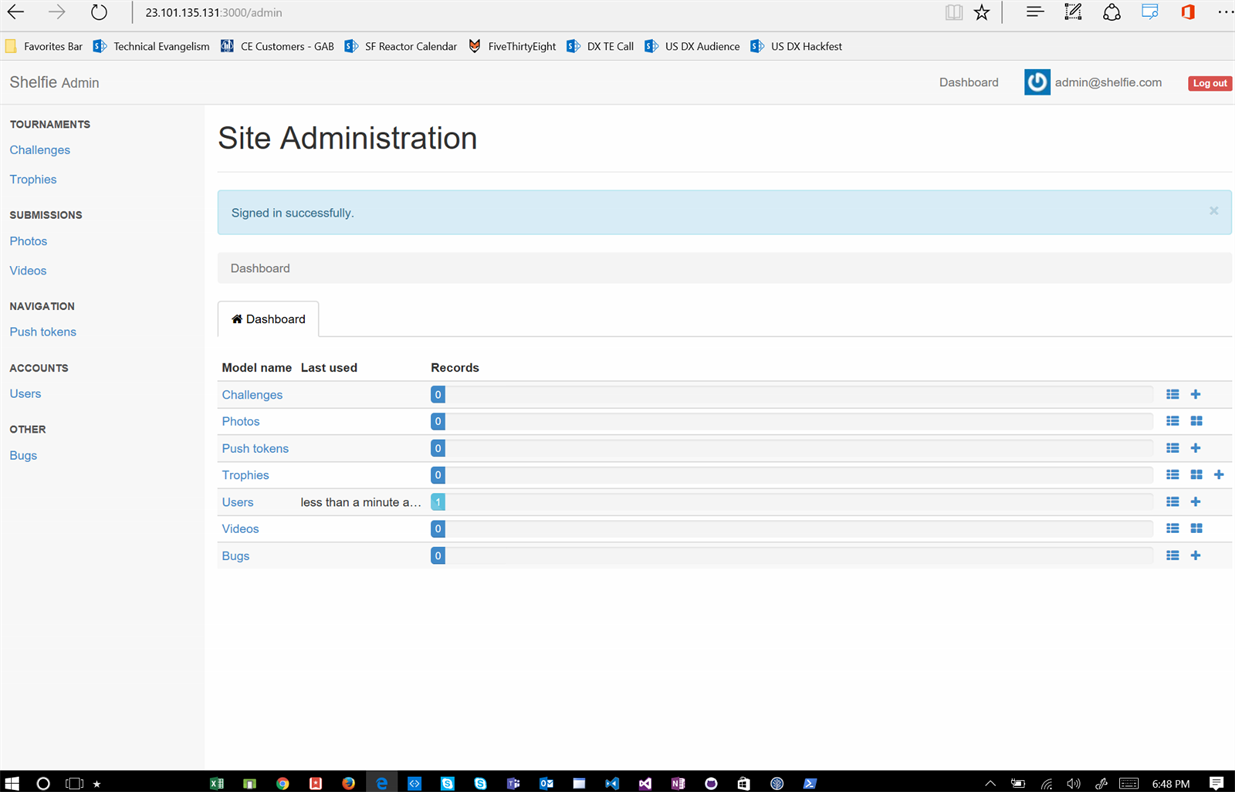 23.101.135.131:3000/admin
Favorites Bar Technical Evangelism CE Customers - GAB SF Reactor Calendar FiveThirtyEight DX TE Call US DX Audience US DX Hackfest
Shelfie Admin Dashboard admin@shelfie.com Log out
TOURNAMENTS
Challenges
Trophies
SUBMISSIONS
Photos
Videos
NAVIGATION
Push tokens
ACCOUNTS
Users
OTHER
Bugs
Site Administration
Signed in successfully. ×
Dashboard
Dashboard
Model name Last used Records
Challenges 0
Photos 0
Push tokens 0
Trophies 0
Users less than a minute a... 1
Videos 0
Bugs 0
6:48 PM